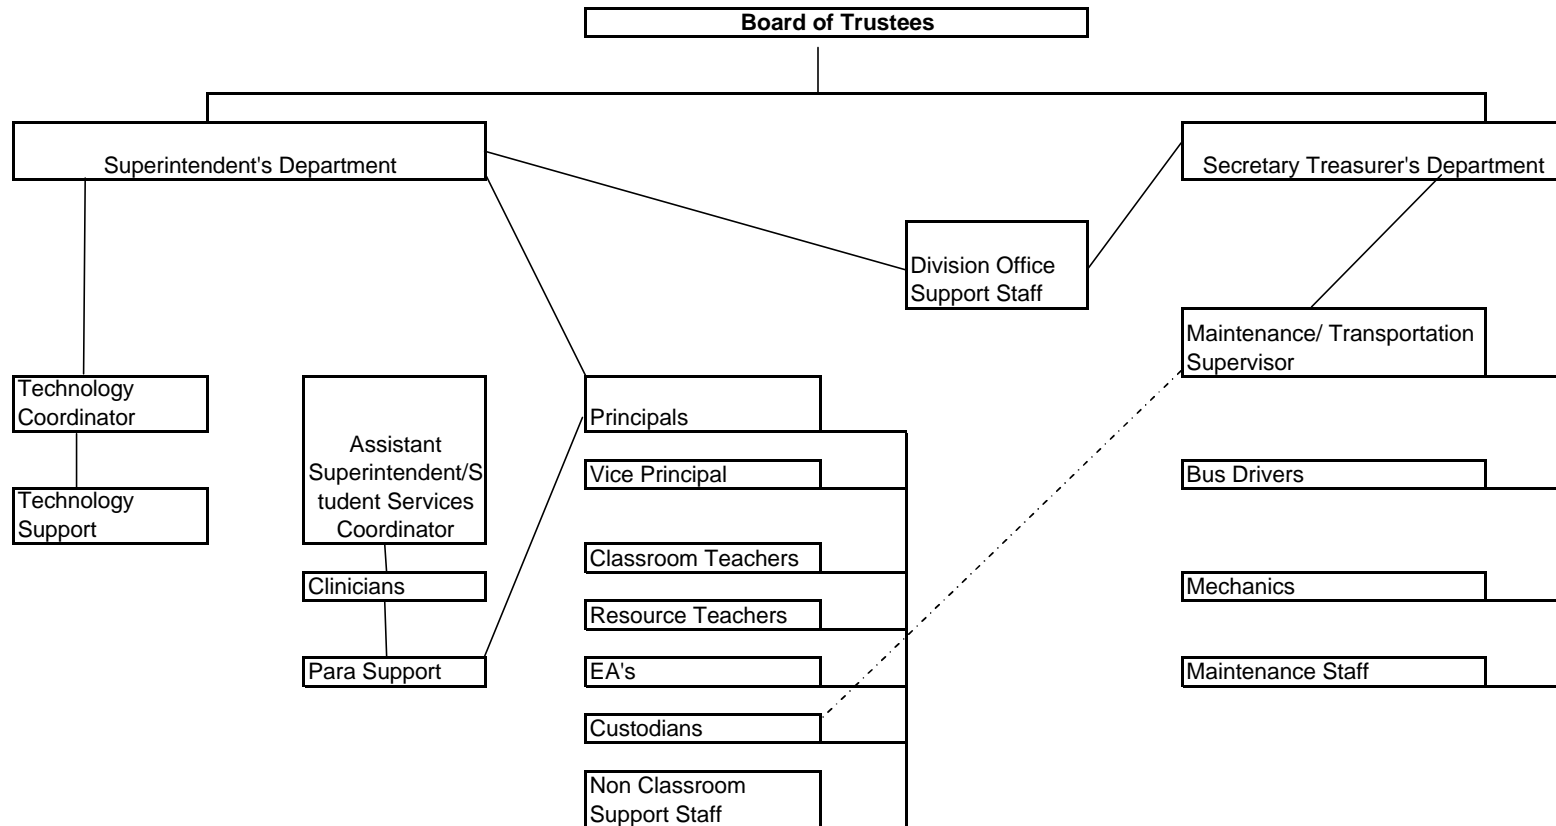 Board of Trustees
Superintendent's Department
Secretary Treasurer's Department
Division Office
Support Staff
Maintenance/ Transportation
Supervisor
Technology
Coordinator
Assistant
Superintendent/S
tudent Services
Coordinator
Principals
Vice Principal
Bus Drivers
Technology
Support
Classroom Teachers
Clinicians
Mechanics
Resource Teachers
Para Support
EA's
Maintenance Staff
Custodians
Non Classroom
Support Staff